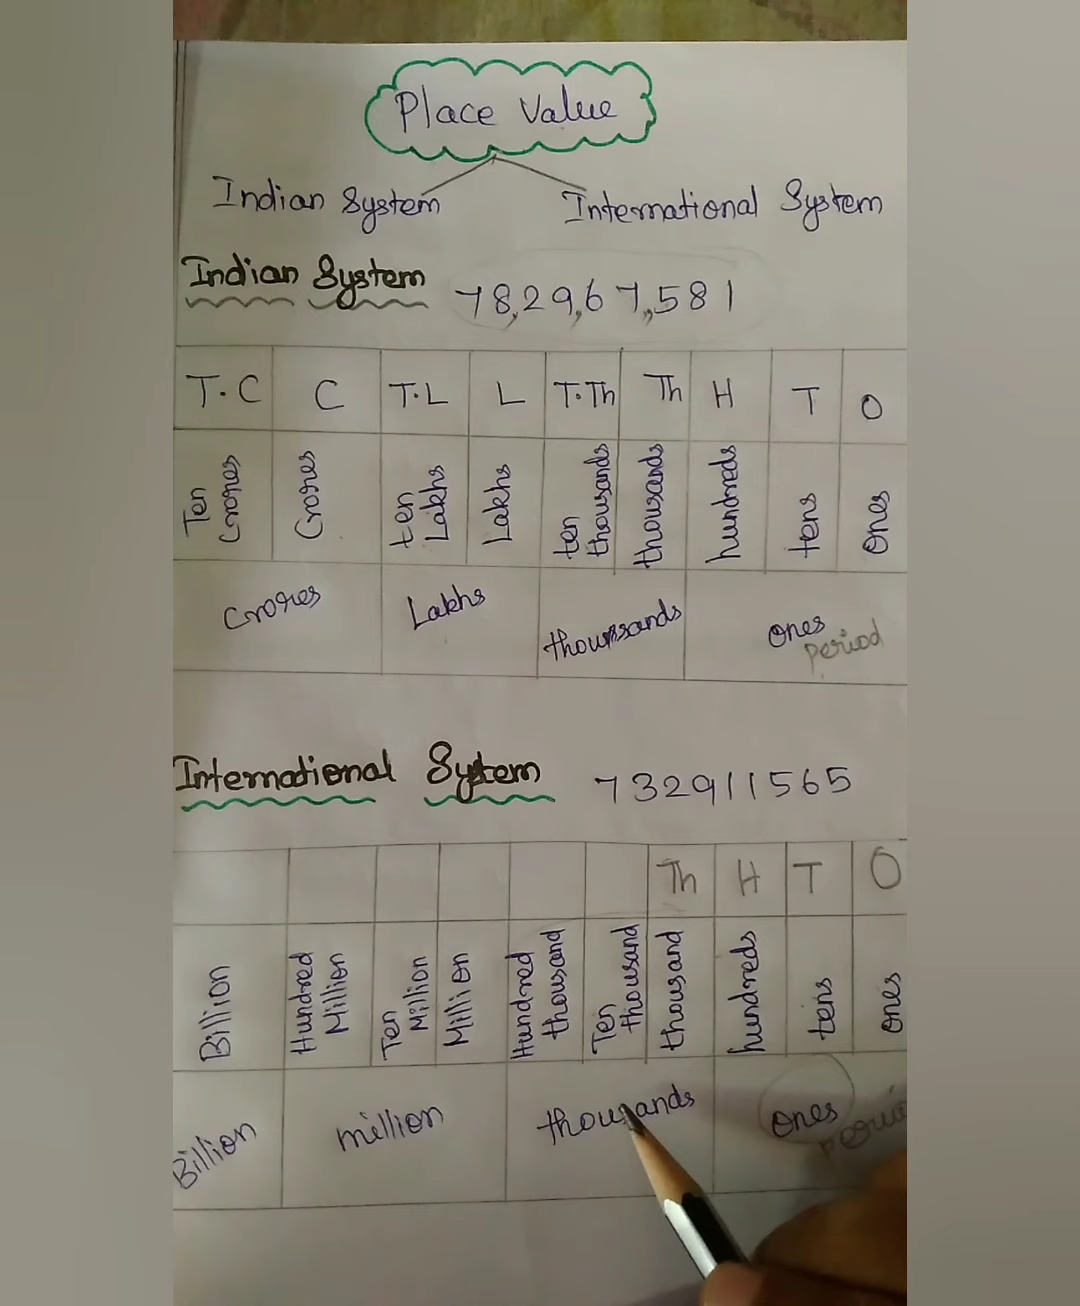 Place Value
Indian System International System
Indian System 78,29,67,581
T.C C T.L L T.Th Th H T O
Ten Crores Crores ten Lakhs Lakhs ten thousands thousands hundreds tens ones
Crores Lakhs thousands ones period
International System 732911565
Th H T O
Billion Hundred Million Ten Million Million Hundred thousand Ten thousand thousand hundreds tens ones
Billion million thousands ones